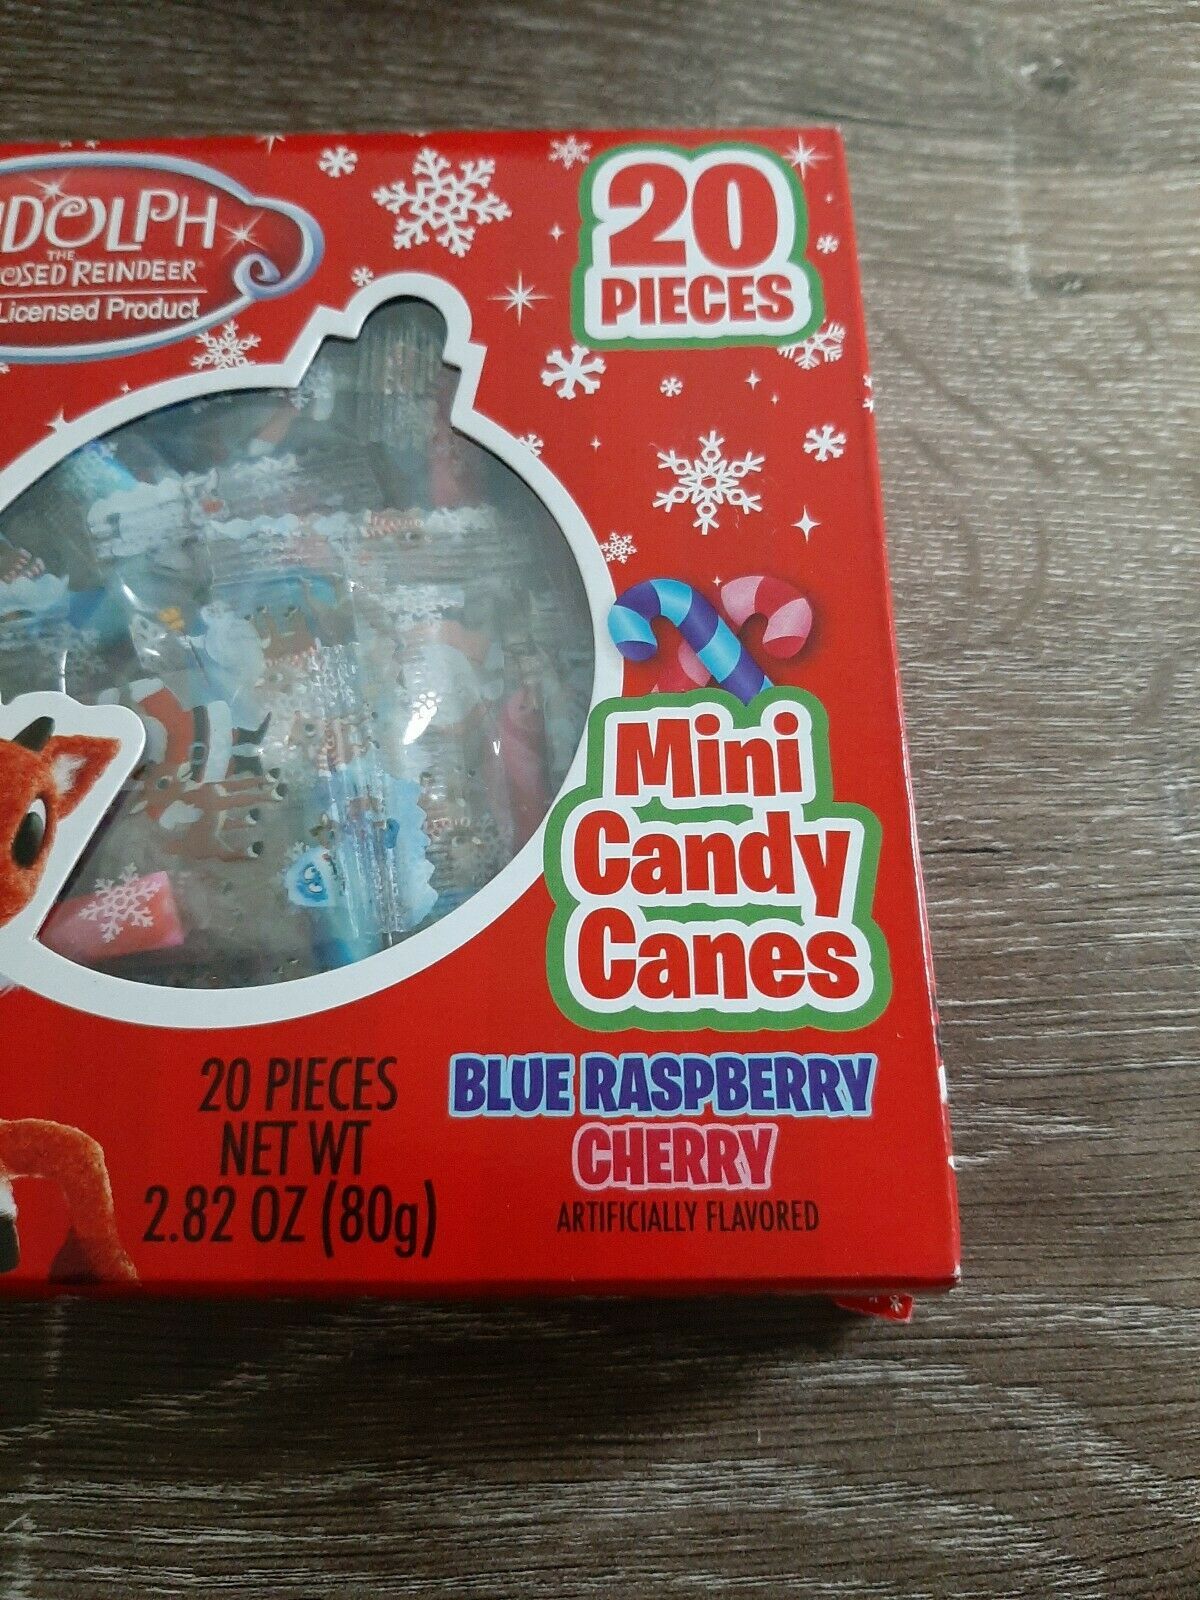 DOLPH
THE
OSED REINDEER
Licensed Product
20
PIECES
Mini
Candy
Canes
20 PIECES
NET WT
2.82 OZ (80g)
BLUE RASPBERRY
CHERRY
ARTIFICIALLY FLAVORED